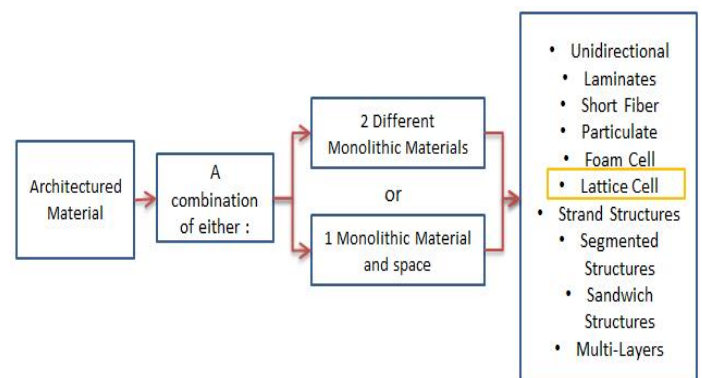 Architectured
Material
A
combination
of either :
2 Different
Monolithic Materials
or
1 Monolithic Material
and space
• Unidirectional
• Laminates
• Short Fiber
• Particulate
• Foam Cell
• Lattice Cell
• Strand Structures
• Segmented
Structures
• Sandwich
Structures
• Multi-Layers